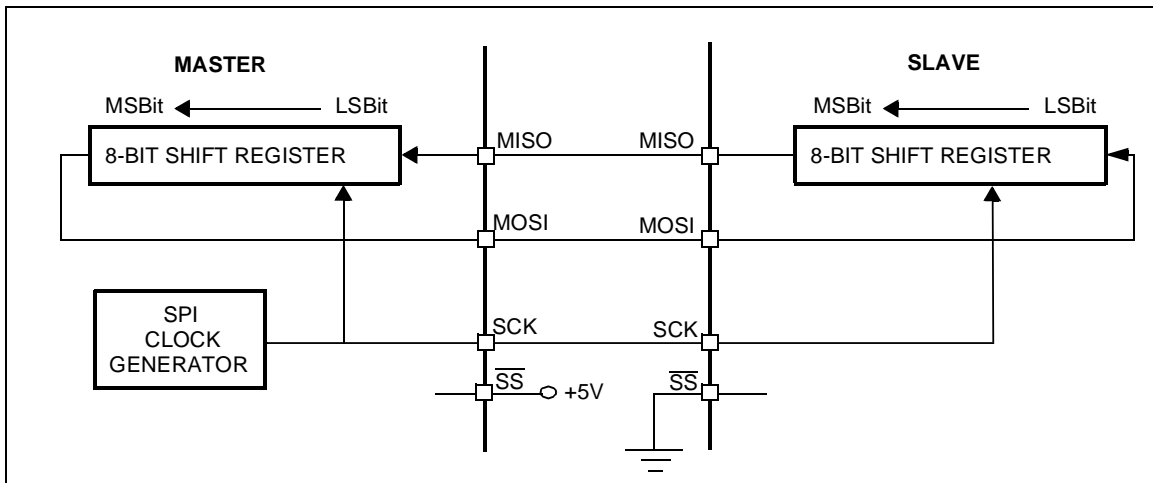 MASTER
SLAVE
MSBit LSBit
MSBit LSBit
8-BIT SHIFT REGISTER
MISO
MISO
8-BIT SHIFT REGISTER
MOSI
MOSI
SPI
CLOCK
GENERATOR
SCK
SCK
SS
+5V
SS